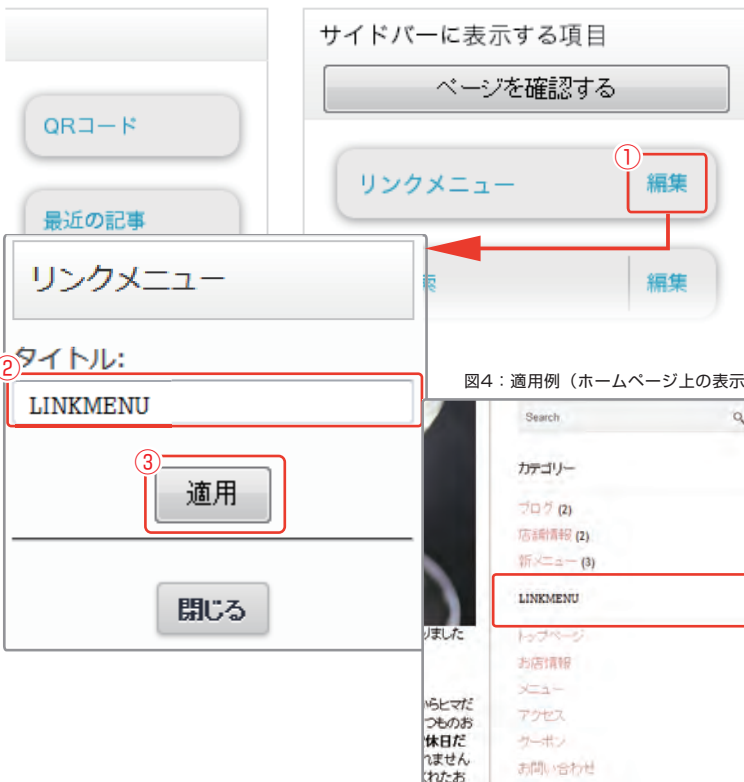 サイドバーに表示する項目
ページを確認する
QRコード
最近の記事
①
リンクメニュー
編集
索
編集
リンクメニュー
②
タイトル:
LINKMENU
③
適用
閉じる
図4：適用例（ホームページ上の表示
Search
カテゴリー
ブログ (2)
店舗情報 (2)
新メニュー (3)
LINKMENU
トップページ
お店情報
メニュー
アクセス
クーポン
お問い合わせ
りました
らヒマだ
つものお
休日だ
れません
くれたお